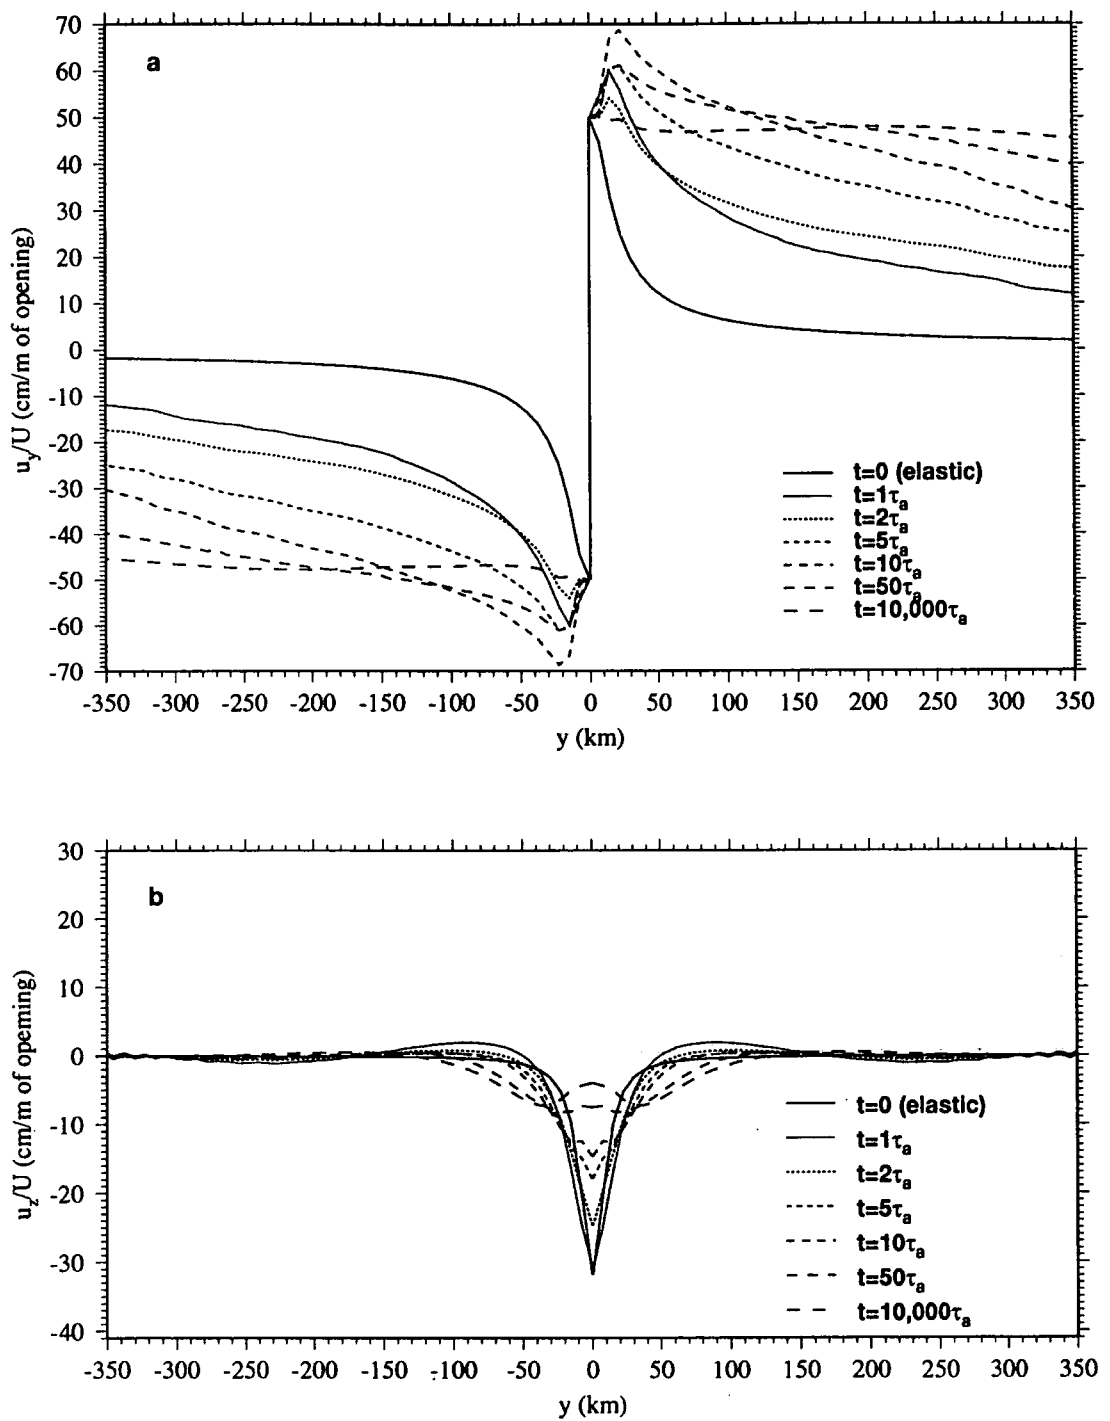 a
70
60
50
40
30
20
10
0
-10
-20
-30
-40
-50
-60
-70
uy/U (cm/m of opening)
t=0 (elastic)
t=1τa
t=2τa
t=5τa
t=10τa
t=50τa
t=10,000τa
-350 -300 -250 -200 -150 -100 -50 0 50 100 150 200 250 300 350
y (km)
b
30
20
10
0
-10
-20
-30
-40
uz/U (cm/m of opeming)
t=0 (elastic)
t=1τa
t=2τa
t=5τa
t=10τa
t=50τa
t=10,000τa
-350 -300 -250 -200 -150 -100 -50 0 50 100 150 200 250 300 350
y (km)